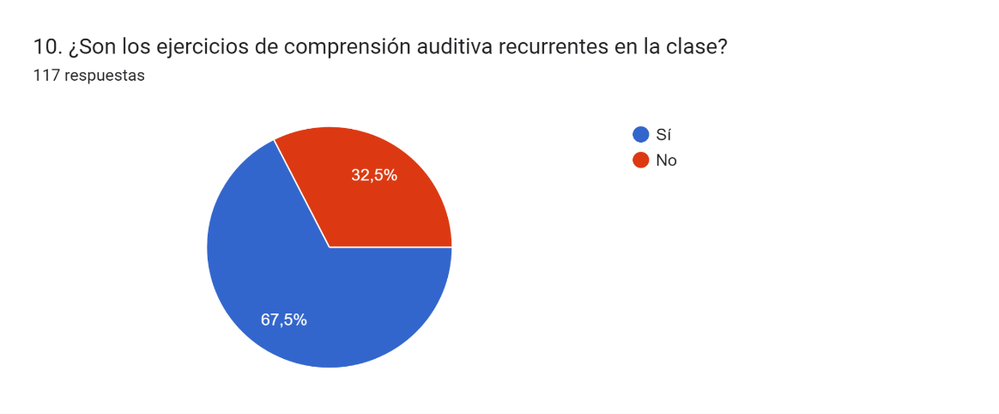 10. ¿Son los ejercicios de comprensión auditiva recurrentes en la clase?
117 respuestas
Sí
No
32,5%
67,5%